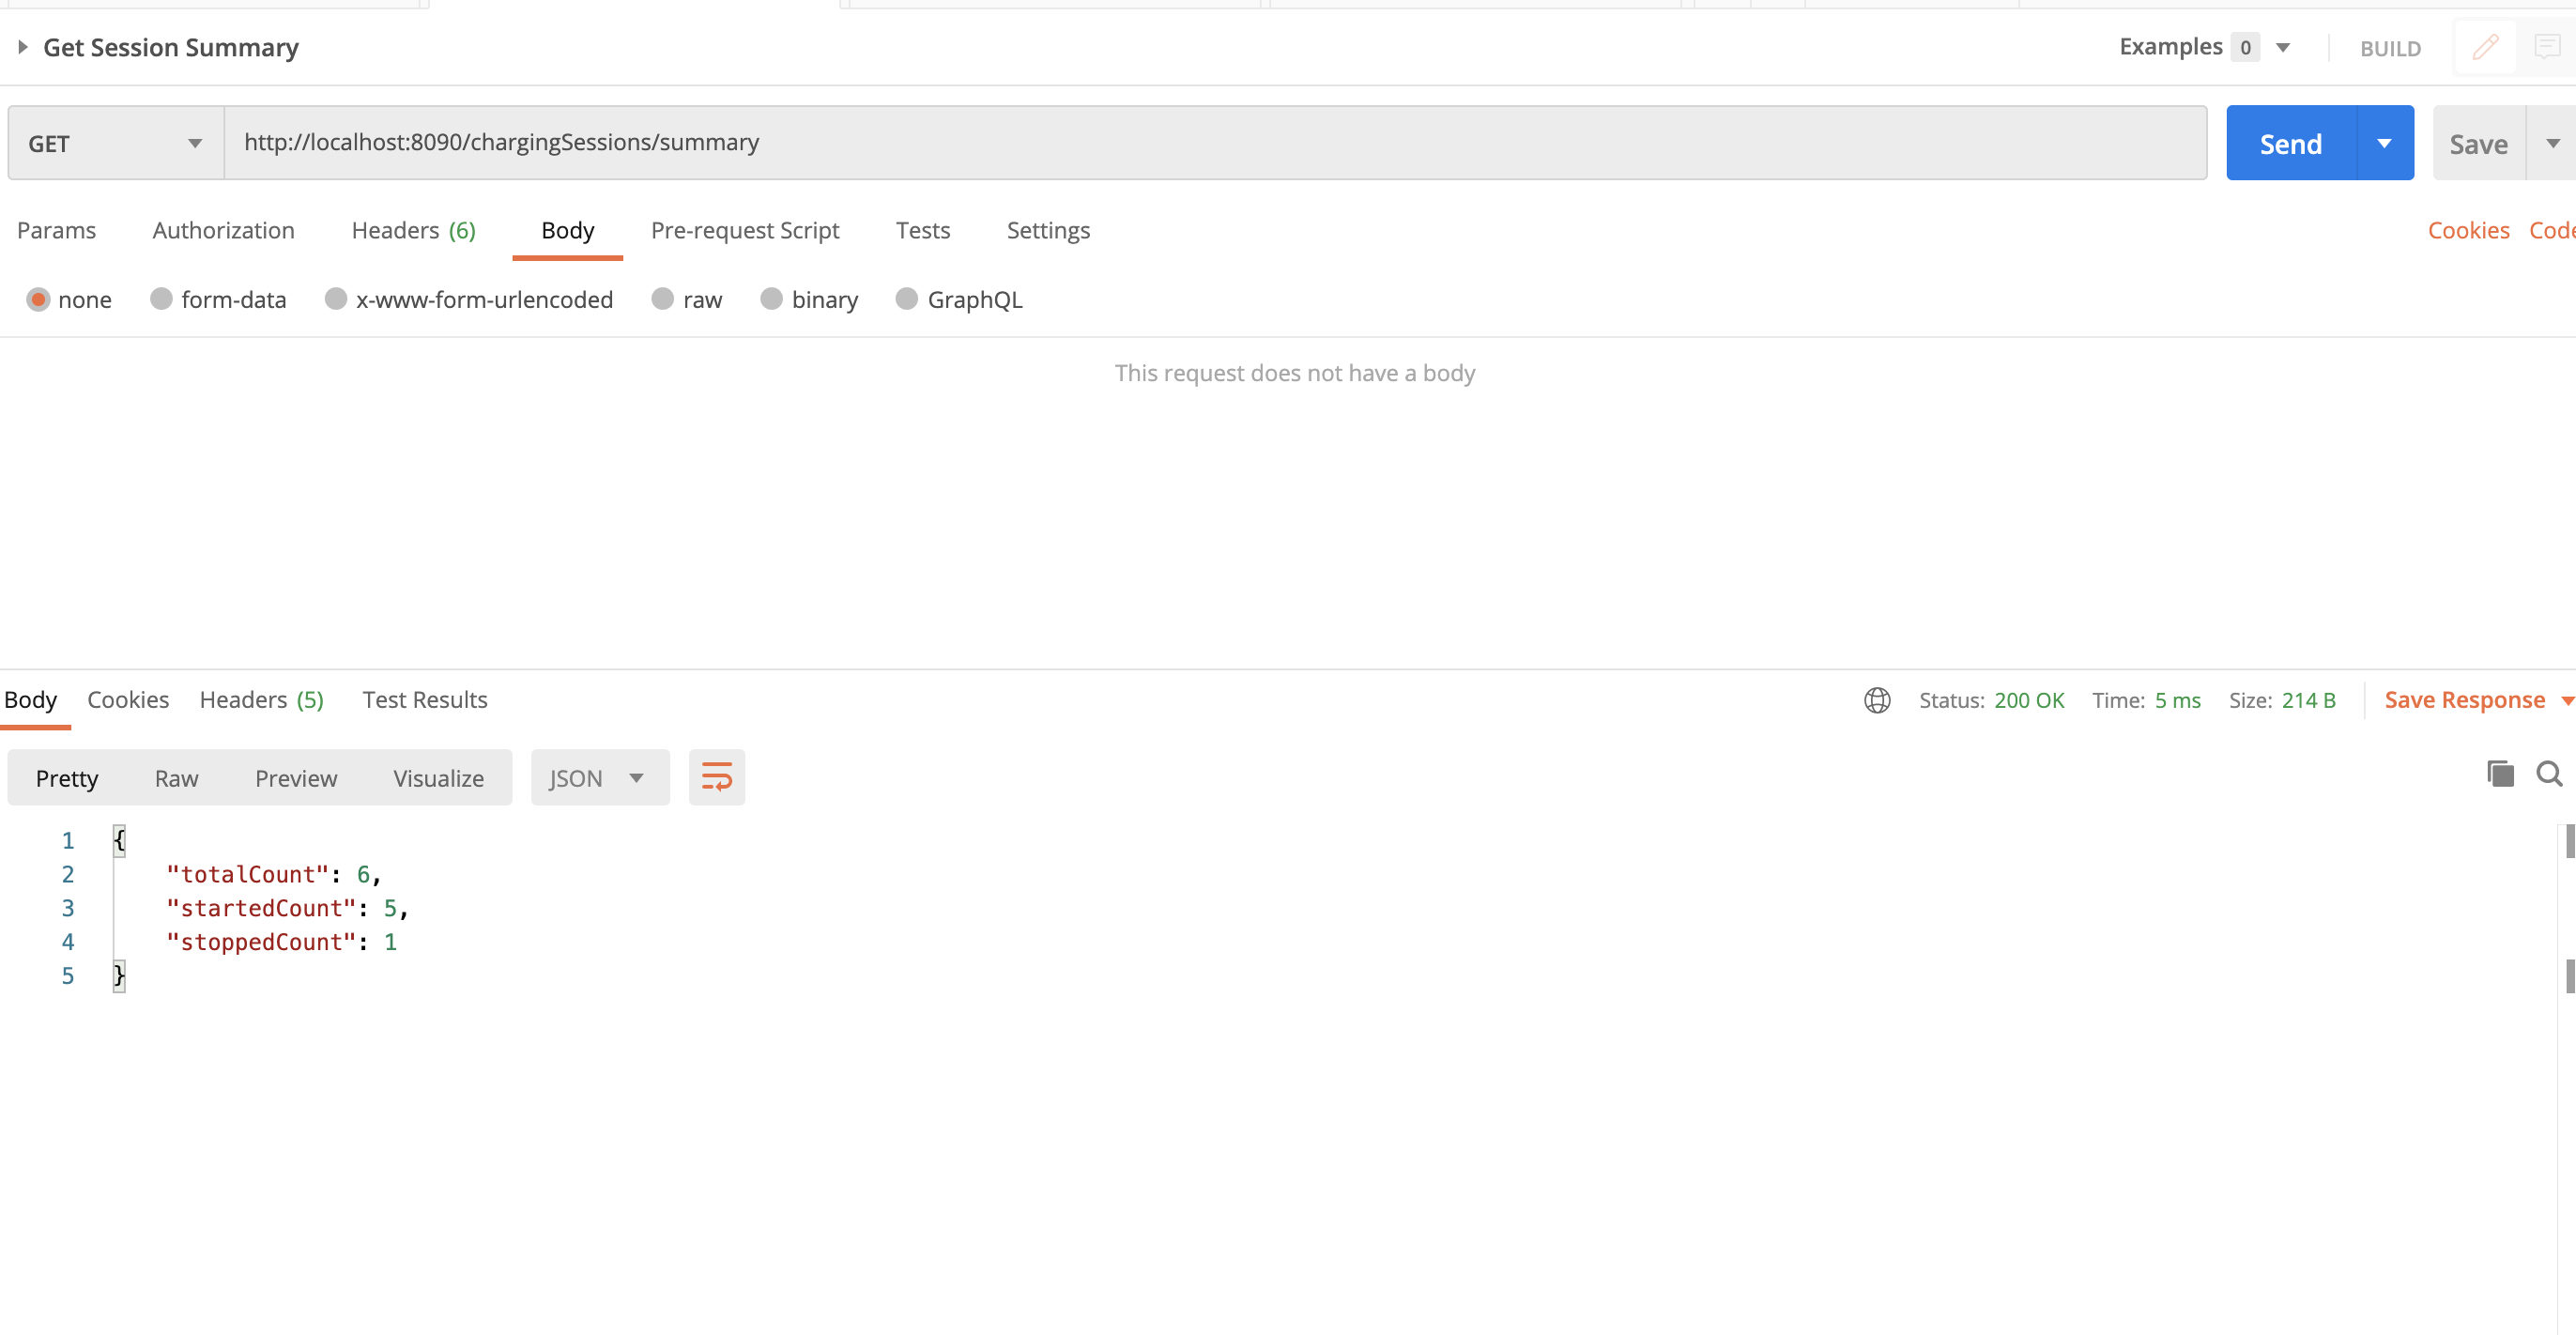 Get Session Summary Examples 0 BUILD
GET http://localhost:8090/chargingSessions/summary Send Save
Params Authorization Headers (6) Body Pre-request Script Tests Settings Cookies Code
none form-data x-www-form-urlencoded raw binary GraphQL
This request does not have a body
Body Cookies Headers (5) Test Results Status: 200 OK Time: 5 ms Size: 214 B Save Response
Pretty Raw Preview Visualize JSON
1 {
2 "totalCount": 6,
3 "startedCount": 5,
4 "stoppedCount": 1
5 }